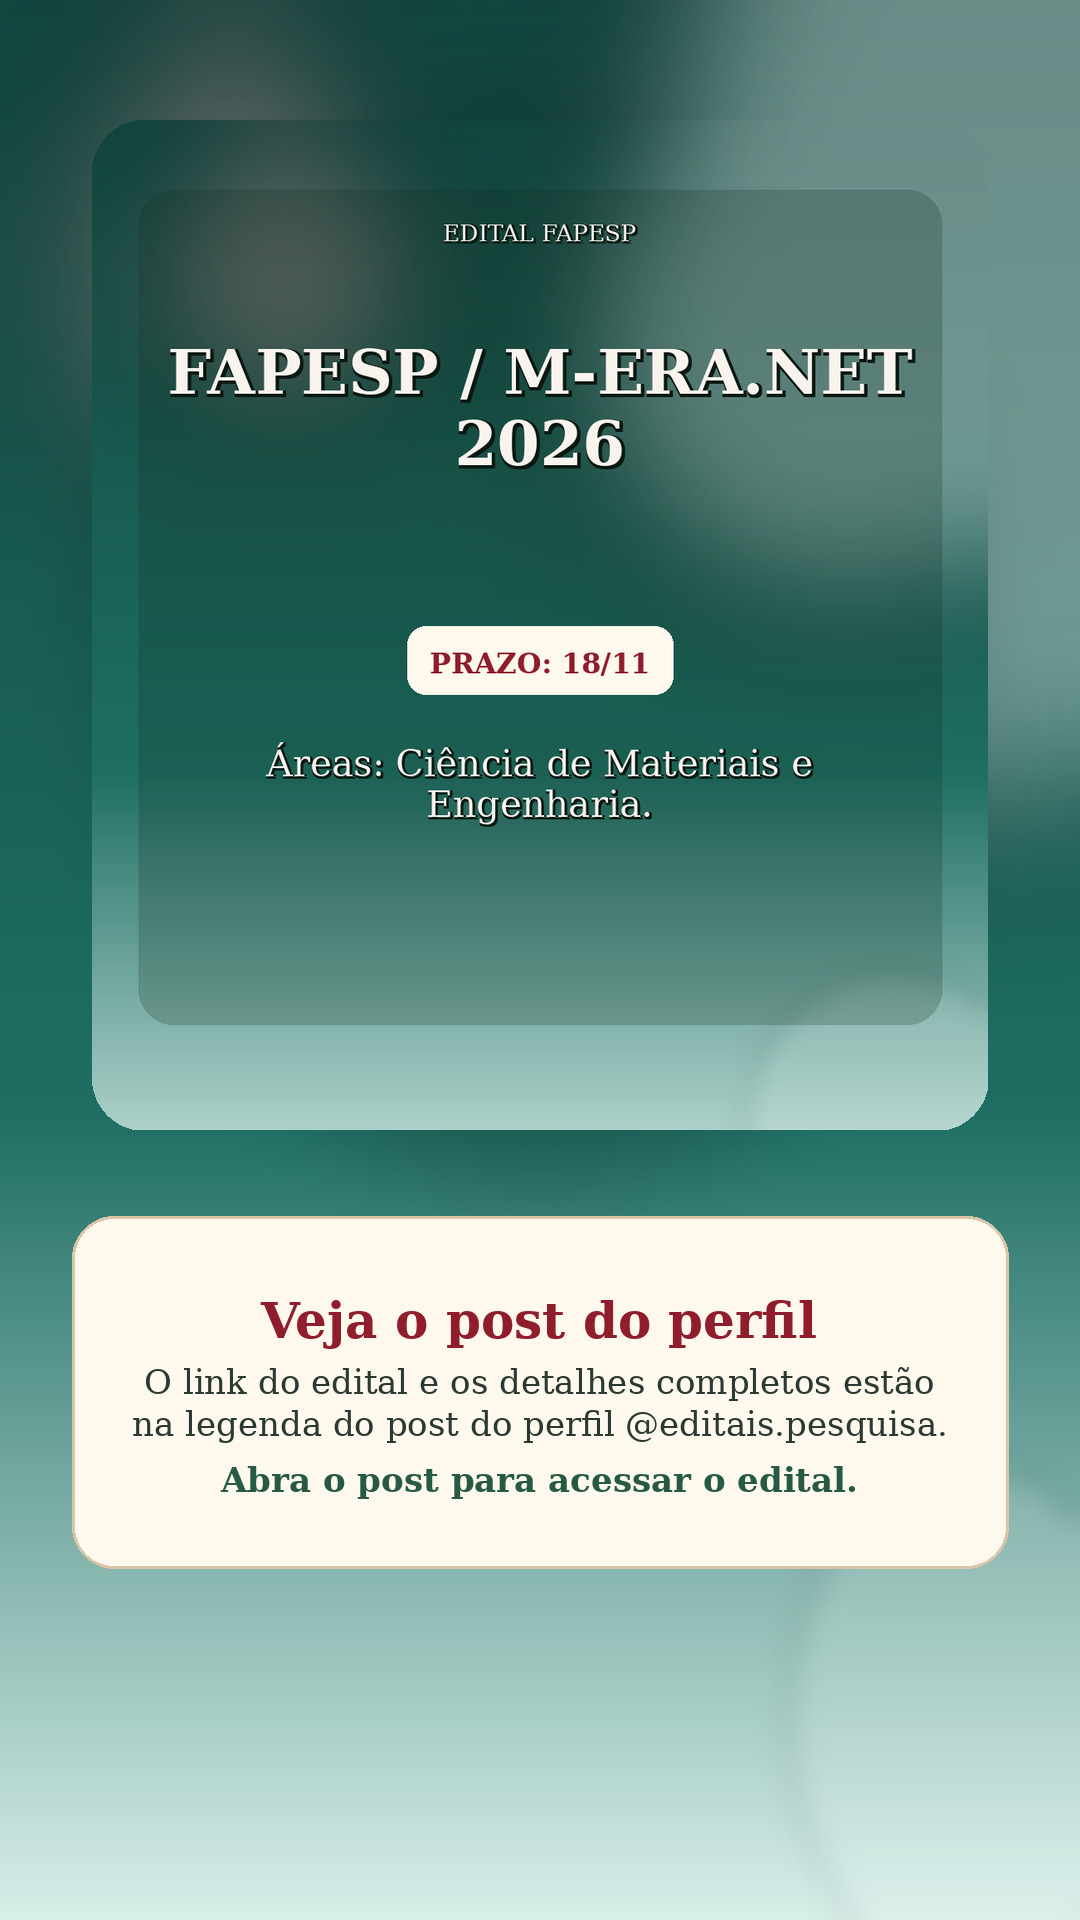 EDITAL FAPESP
FAPESP / M-ERA.NET
2026
PRAZO: 18/11
Áreas: Ciência de Materiais e
Engenharia.
Veja o post do perfil
O link do edital e os detalhes completos estão
na legenda do post do perfil @editais.pesquisa.
Abra o post para acessar o edital.